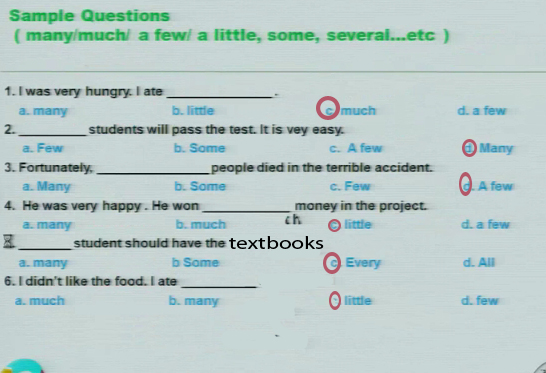 Sample Questions
( many/much/ a few/ a little, some, several...etc )
1. I was very hungry. I ate ____________.
a. many b. little c. much d. a few
2. __________ students will pass the test. It is vey easy.
a. Few b. Some c. A few d. Many
3. Fortunately, ____________ people died in the terrible accident.
a. Many b. Some c. Few d. A few
4. He was very happy . He won __________ money in the project.
a. many b. much ch c. little d. a few
______ student should have the textbooks
a. many b Some c. Every d. All
6. I didn't like the food. I ate _________
a. much b. many little d. few